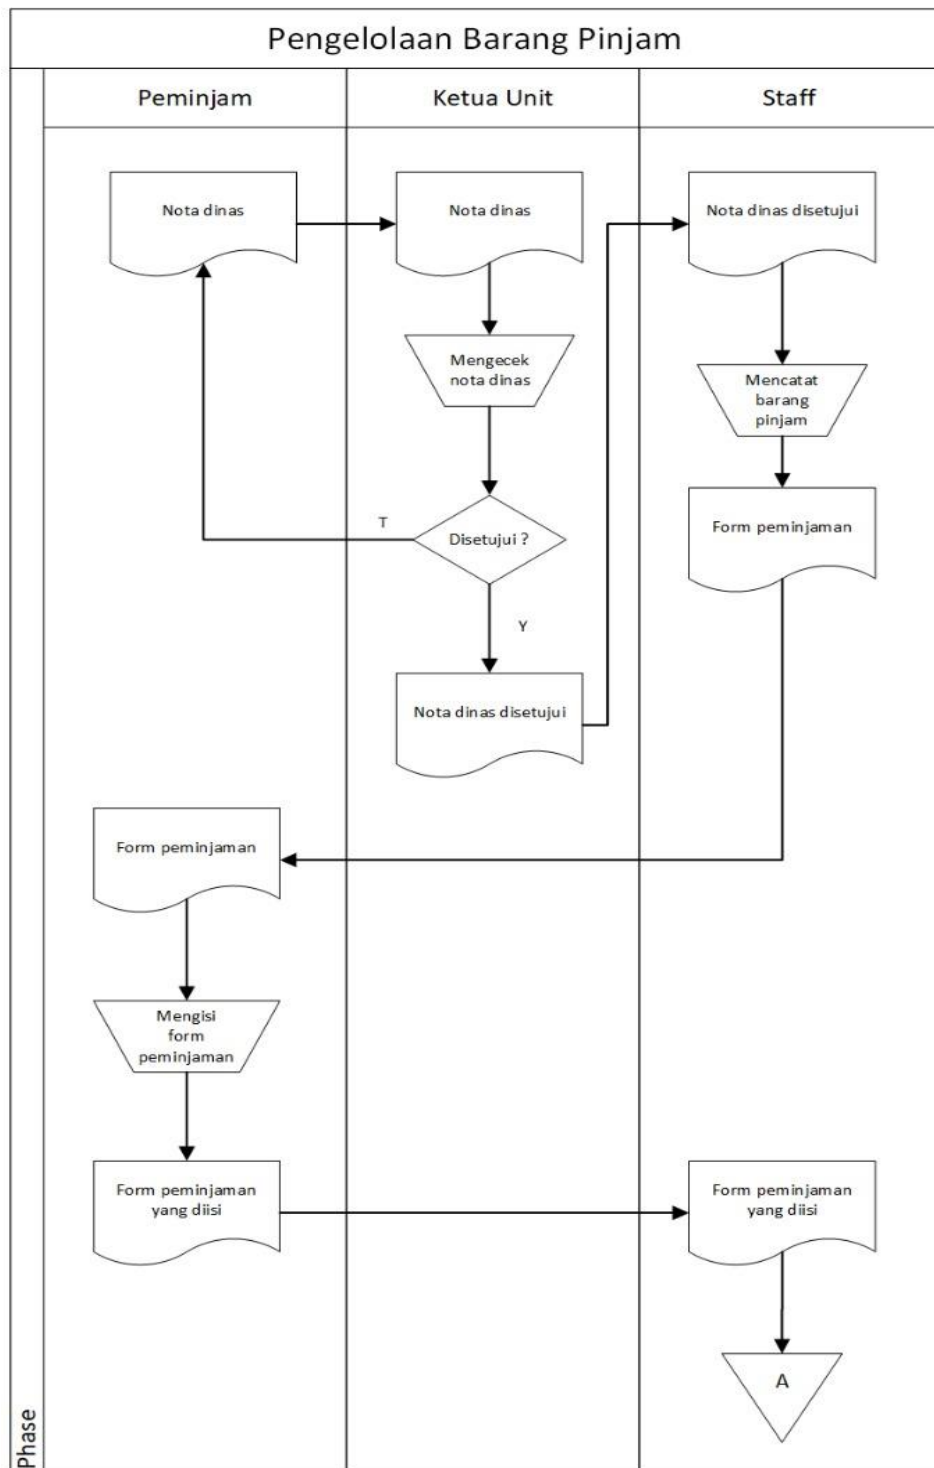 Pengelolaan Barang Pinjam
Phase
Peminjam
Ketua Unit
Staff
Nota dinas
Nota dinas
Nota dinas disetujui
Mengecek
nota dinas
Mencatat
barang
pinjam
T
Disetujui ?
Form peminjaman
Y
Nota dinas disetujui
Form peminjaman
Mengisi
form
peminjaman
Form peminjaman
yang diisi
Form peminjaman
yang diisi
A